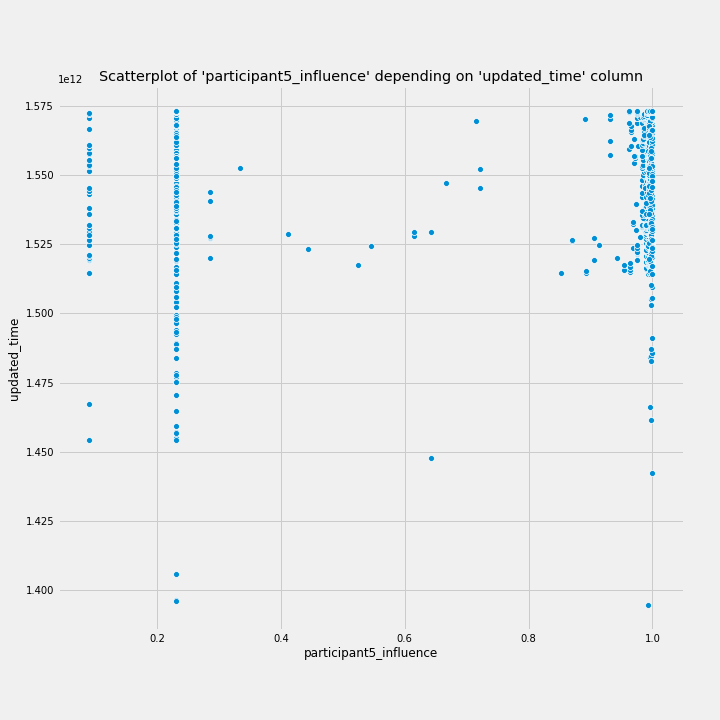 Scatterplot of 'participant5_influence' depending on 'updated_time' column
1e12
1.575
1.550
1.525
1.500
1.475
1.450
1.425
1.400
updated_time
0.2 0.4 0.6 0.8 1.0
participant5_influence